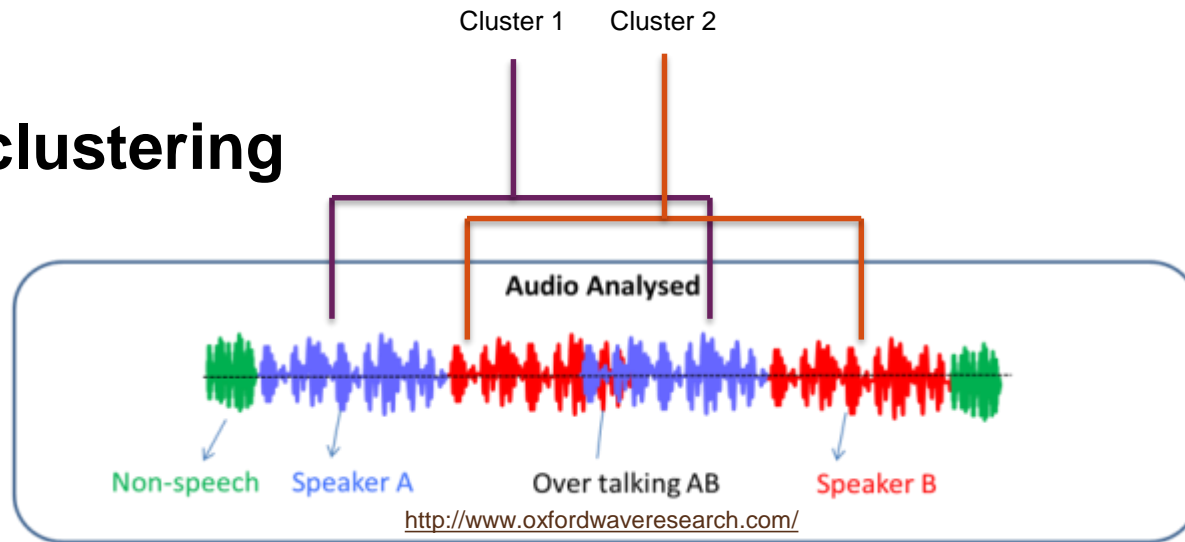 Cluster 1 Cluster 2
clustering
Audio Analysed
Non-speech Speaker A Over talking AB Speaker B
http://www.oxfordwaveresearch.com/